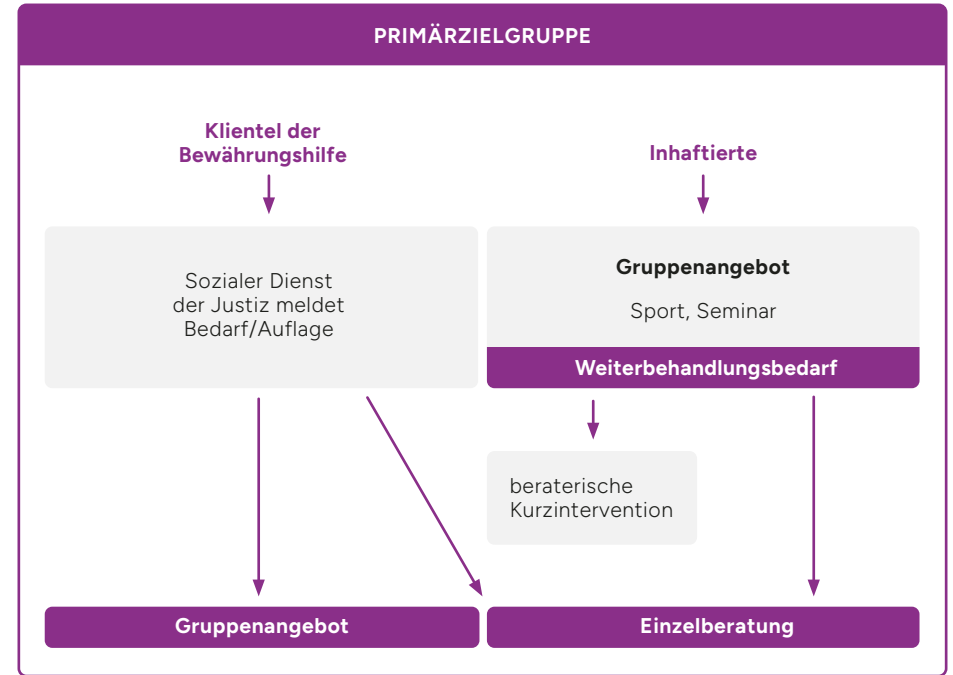 PRIMÄRZIELGRUPPE
Klientel der
Bewährungshilfe
Inhaftierte
Sozialer Dienst
der Justiz meldet
Bedarf/Auflage
Gruppenangebot
Sport, Seminar
Weiterbehandlungsbedarf
beraterische
Kurzintervention
Gruppenangebot
Einzelberatung